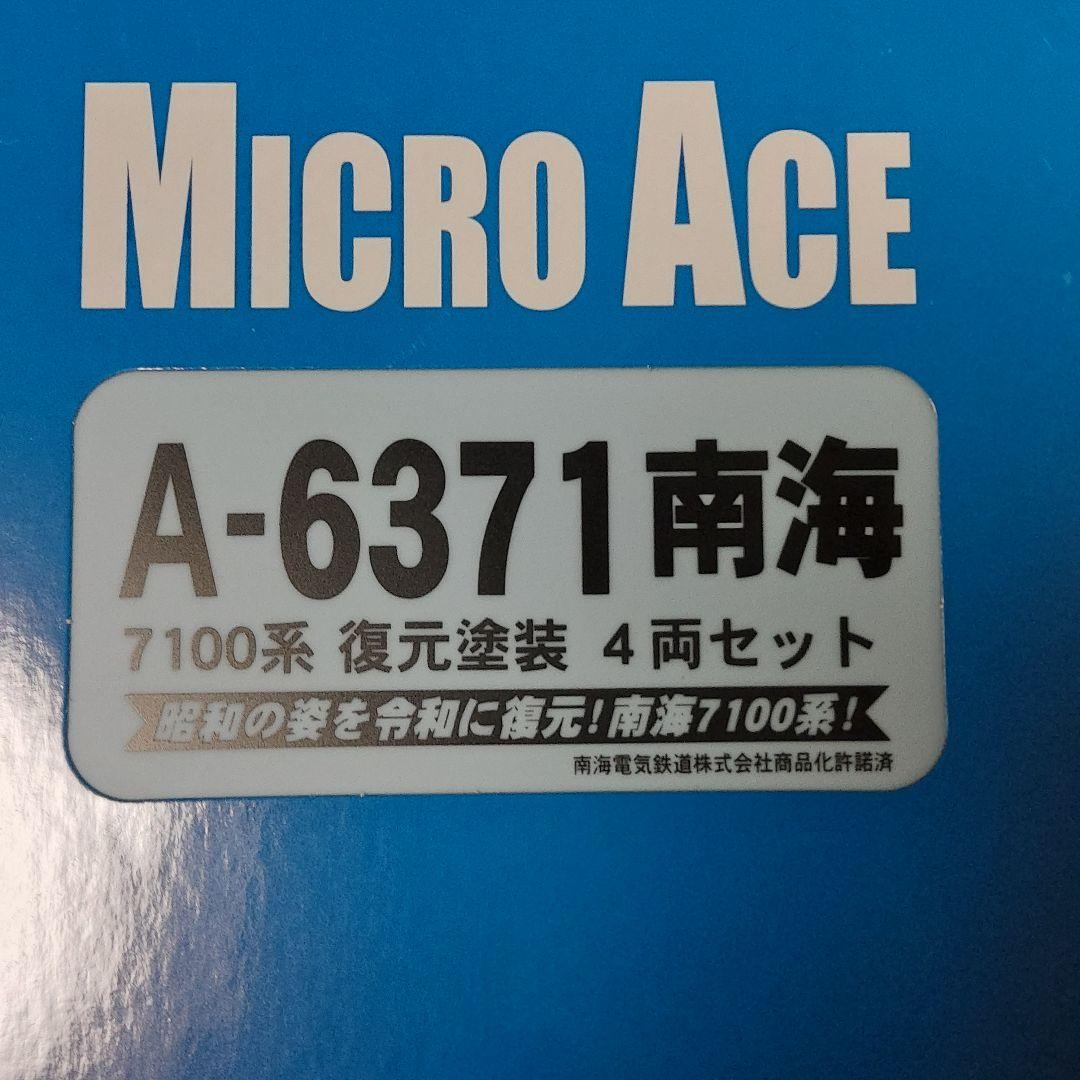 MICRO ACE
A-6371南海
7100系 復元塗装 4両セット
昭和の姿を令和に復元!南海7100系!
南海電気鉄道株式会社商品化許諾済